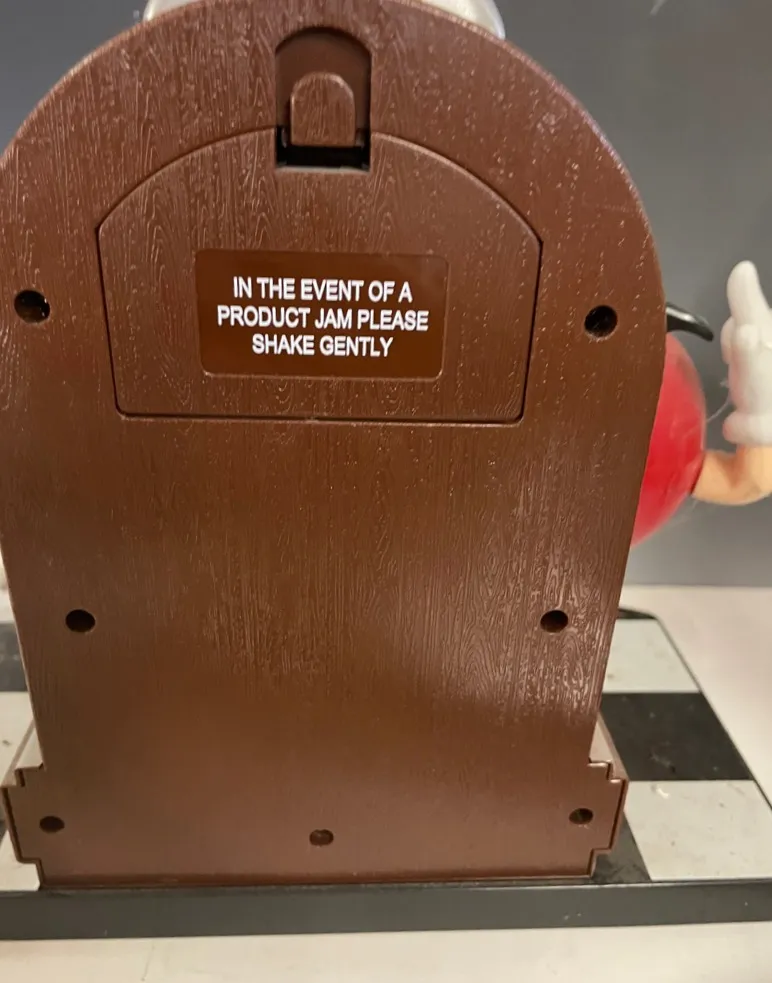 IN THE EVENT OF A
PRODUCT JAM PLEASE
SHAKE GENTLY